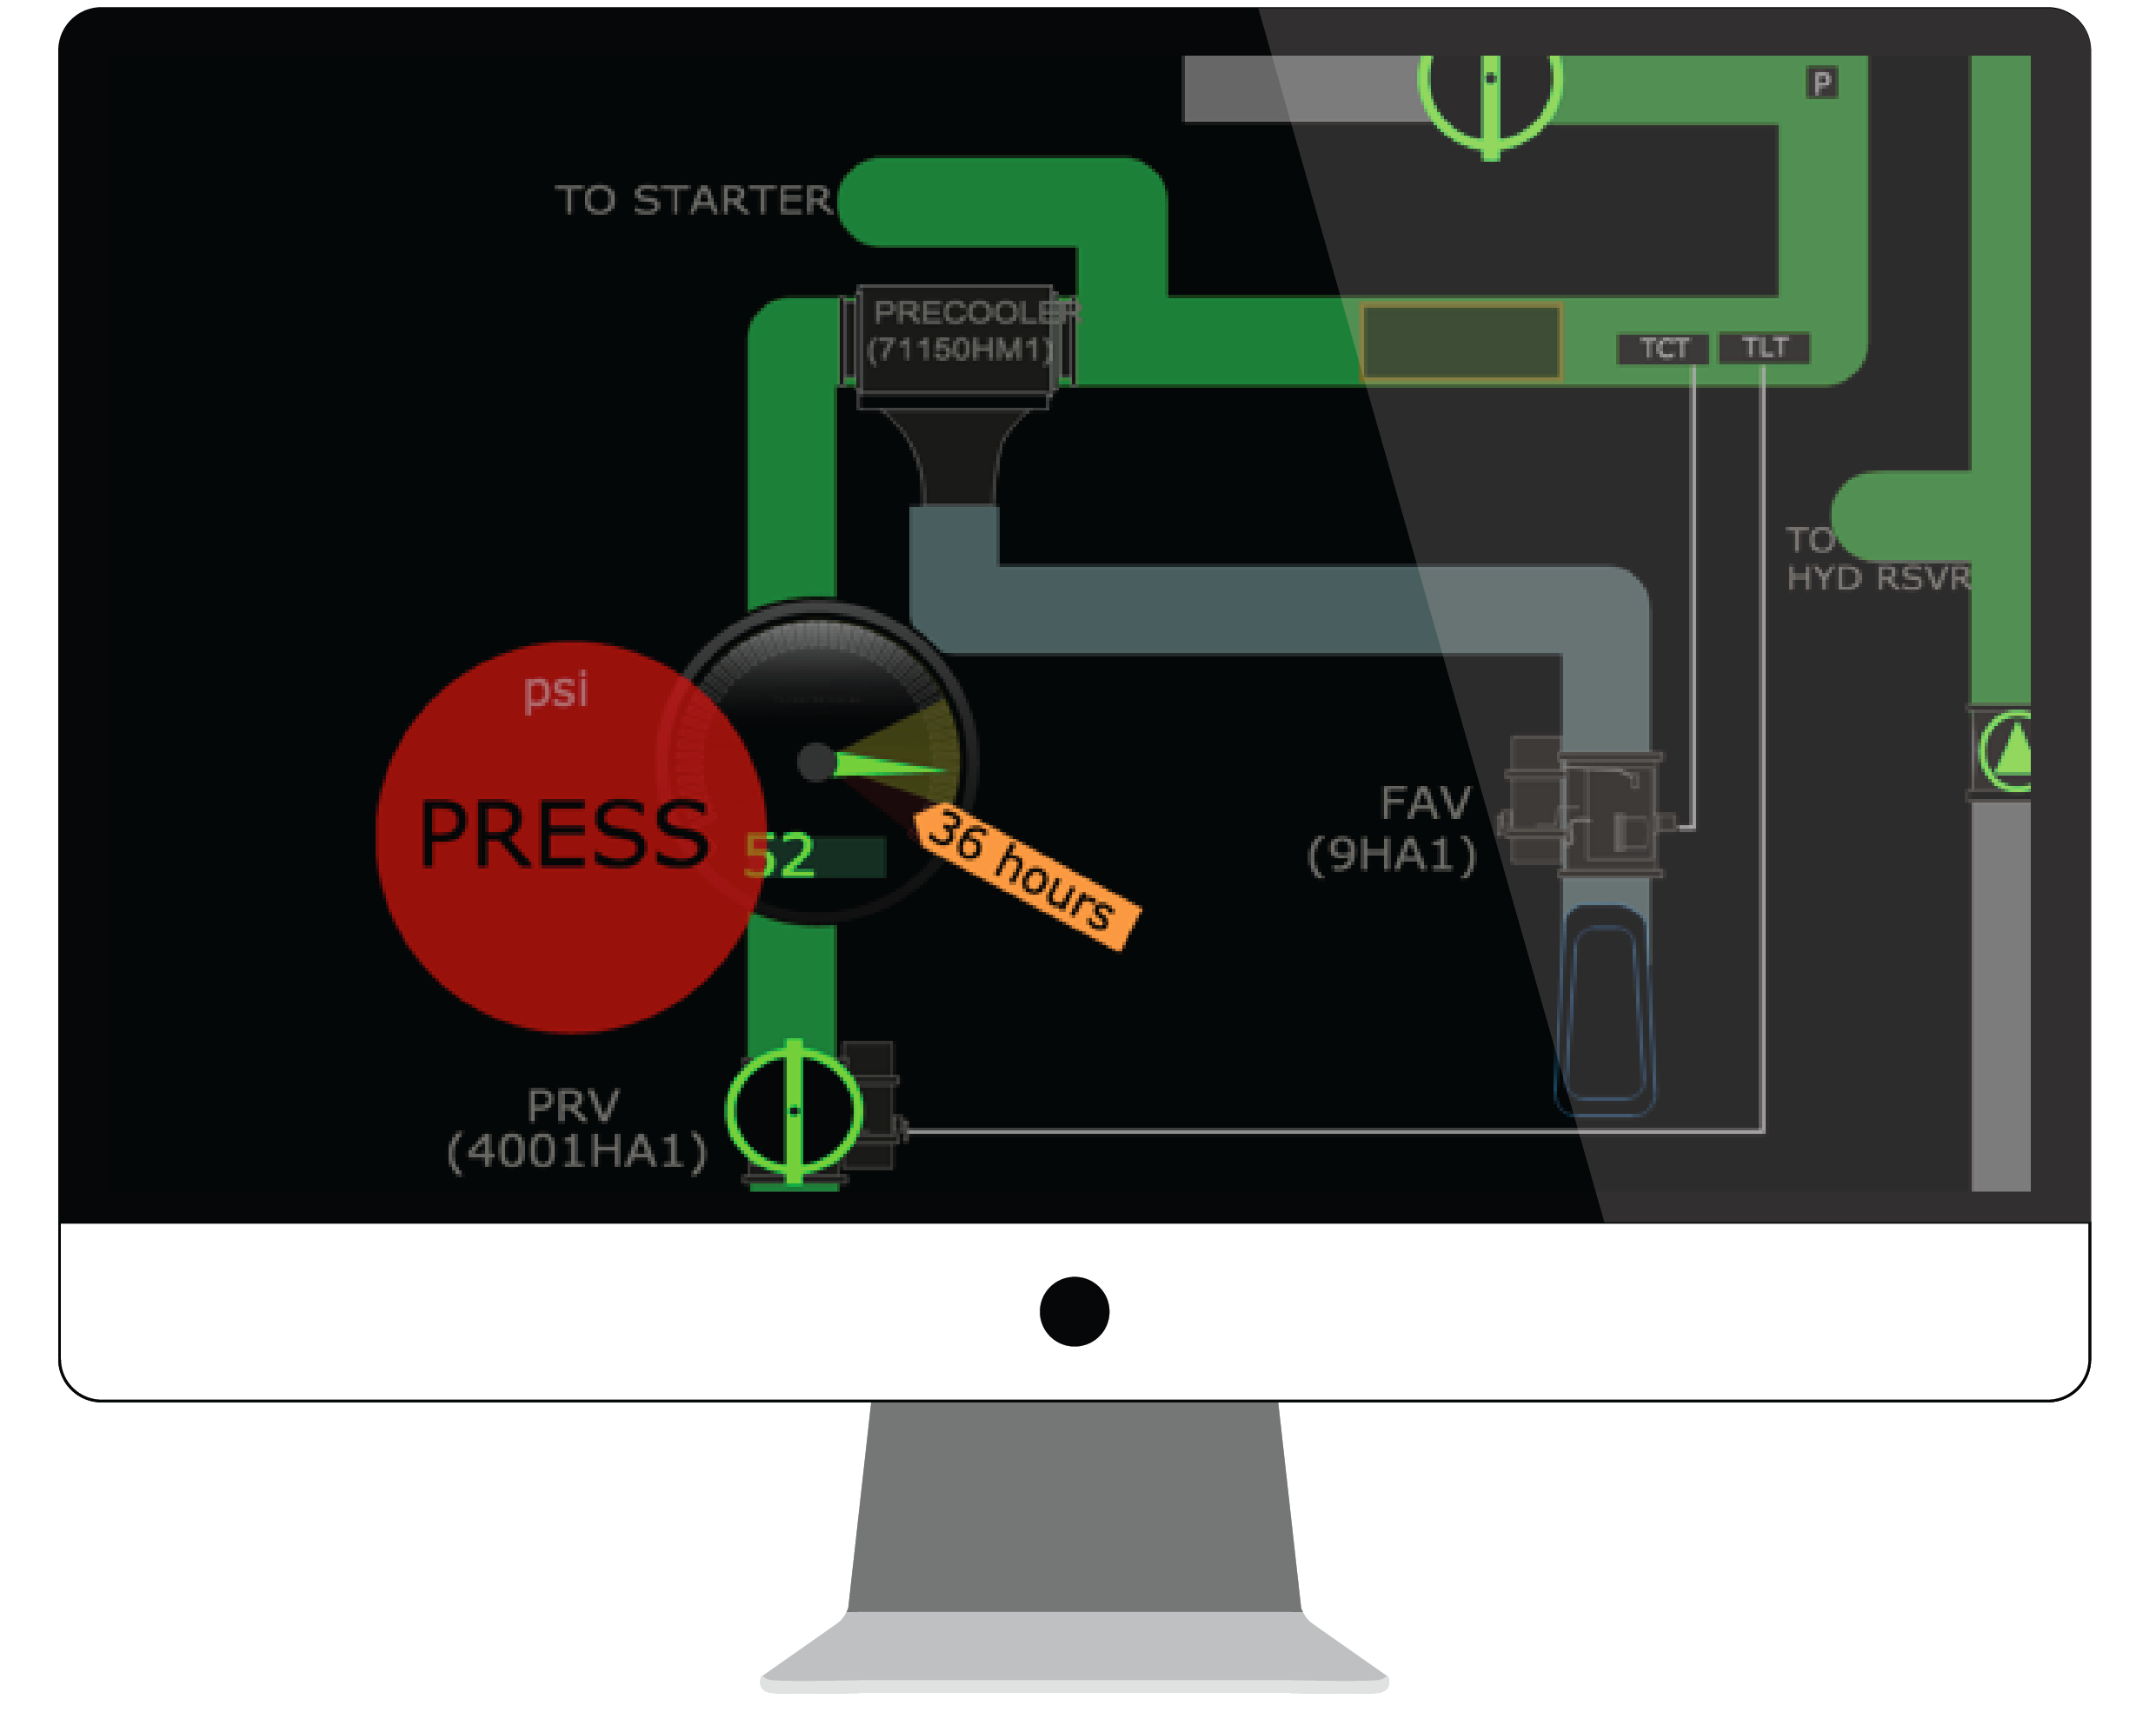 P
TO STARTER
PRECOOLER
(71150HM1)
TCT
TLT
TO
HYD RSVR
psi
PRESS
52
36 hours
FAV
(9HA1)
PRV
(4001HA1)